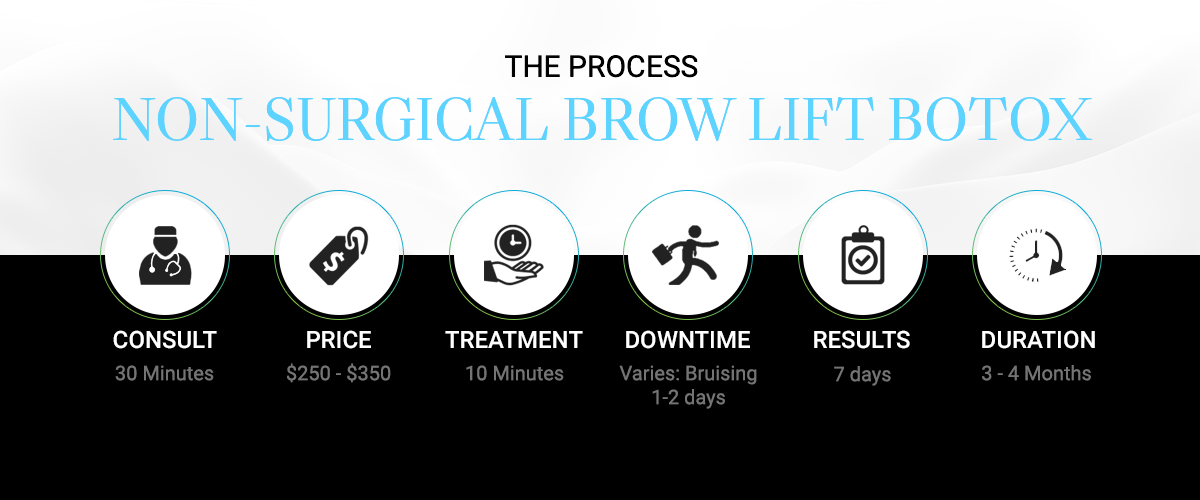 THE PROCESS
NON-SURGICAL BROW LIFT BOTOX
CONSULT
30 Minutes
PRICE
$250 - $350
TREATMENT
10 Minutes
DOWNTIME
Varies: Bruising
1-2 days
RESULTS
7 days
DURATION
3 - 4 Months